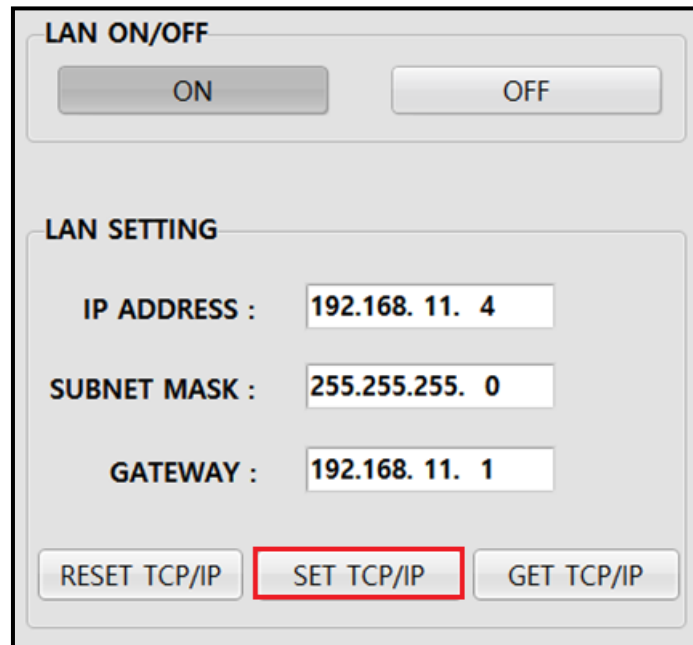 LAN ON/OFF
ON OFF
LAN SETTING
IP ADDRESS : 192.168. 11. 4
SUBNET MASK : 255.255.255. 0
GATEWAY : 192.168. 11. 1
RESET TCP/IP SET TCP/IP GET TCP/IP